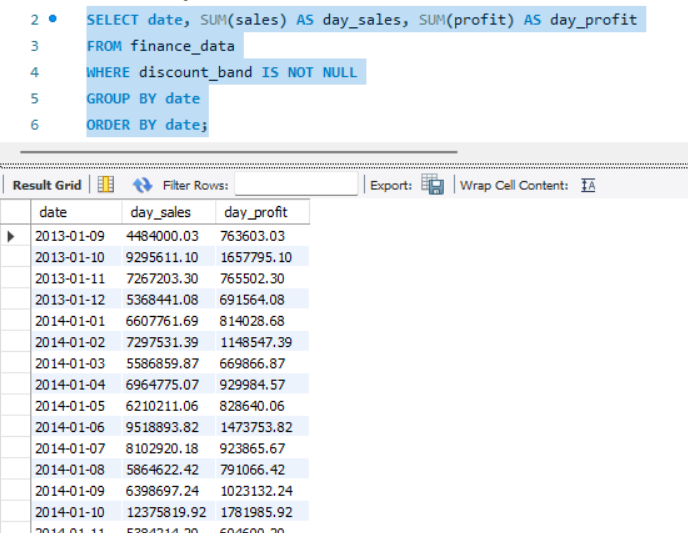 2 SELECT date, SUM(sales) AS day_sales, SUM(profit) AS day_profit
3 FROM finance_data
4 WHERE discount_band IS NOT NULL
5 GROUP BY date
6 ORDER BY date;
Result Grid Filter Rows: Export: Wrap Cell Content: IA
date day_sales day_profit
2013-01-09 4484000.03 763603.03
2013-01-10 9295611.10 1657795.10
2013-01-11 7267203.30 765502.30
2013-01-12 5368441.08 691564.08
2014-01-01 6607761.69 814028.68
2014-01-02 7297531.39 1148547.39
2014-01-03 5586859.87 669866.87
2014-01-04 6964775.07 929984.57
2014-01-05 6210211.06 828640.06
2014-01-06 9518893.82 1473753.82
2014-01-07 8102920.18 923865.67
2014-01-08 5864622.42 791066.42
2014-01-09 6398697.24 1023132.24
2014-01-10 12375819.92 1781985.92
2014-01-11